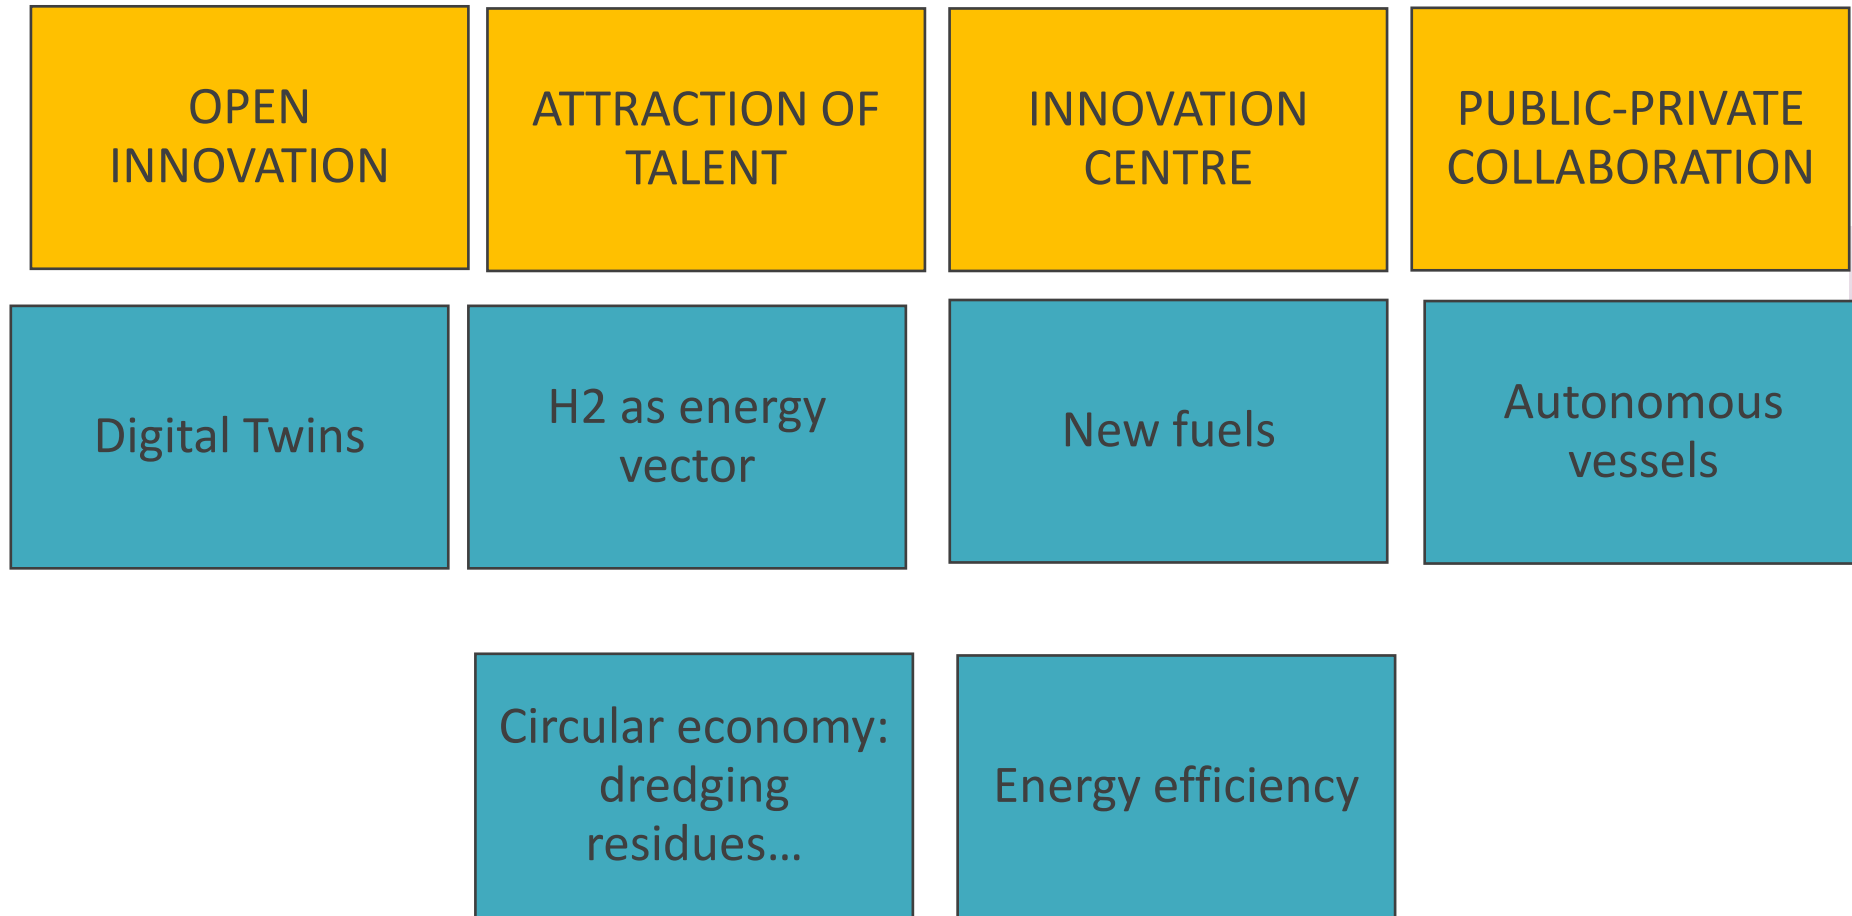 OPEN
INNOVATION
ATTRACTION OF
TALENT
INNOVATION
CENTRE
PUBLIC-PRIVATE
COLLABORATION
Digital Twins
H2 as energy
vector
New fuels
Autonomous
vessels
Circular economy:
dredging
residues...
Energy efficiency